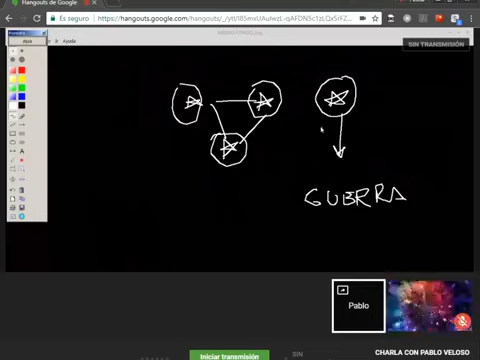 Hangouts de Google
Es seguro
https://hangouts.google.com/hangouts/_/ytl/
Ayuda
SIN TRANSMISIÓN
GUERRA
Pablo
CHARLA CON PABLO VELOSO
Iniciar transmisión
SIN